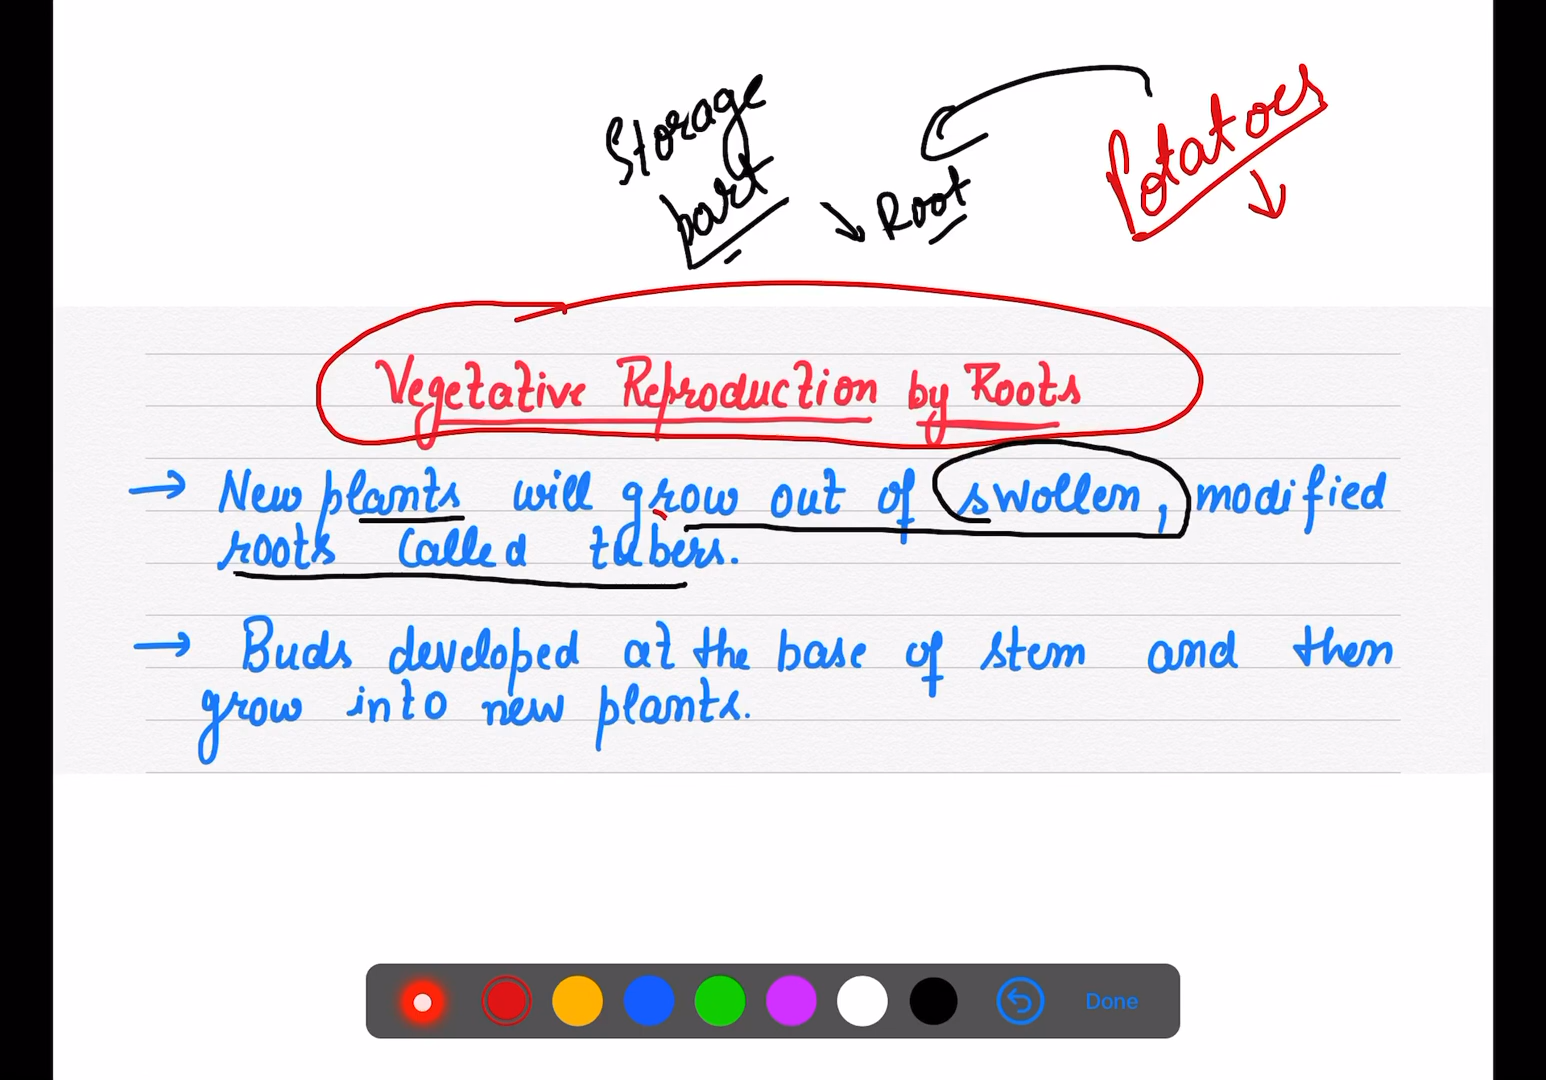 Storage
part
Root
Potatoes
Vegetative Reproduction by Roots
→ New plants will grow out of swollen, modified
roots called tubers.
→ Buds developed at the base of stem and then
grow into new plants.
Done